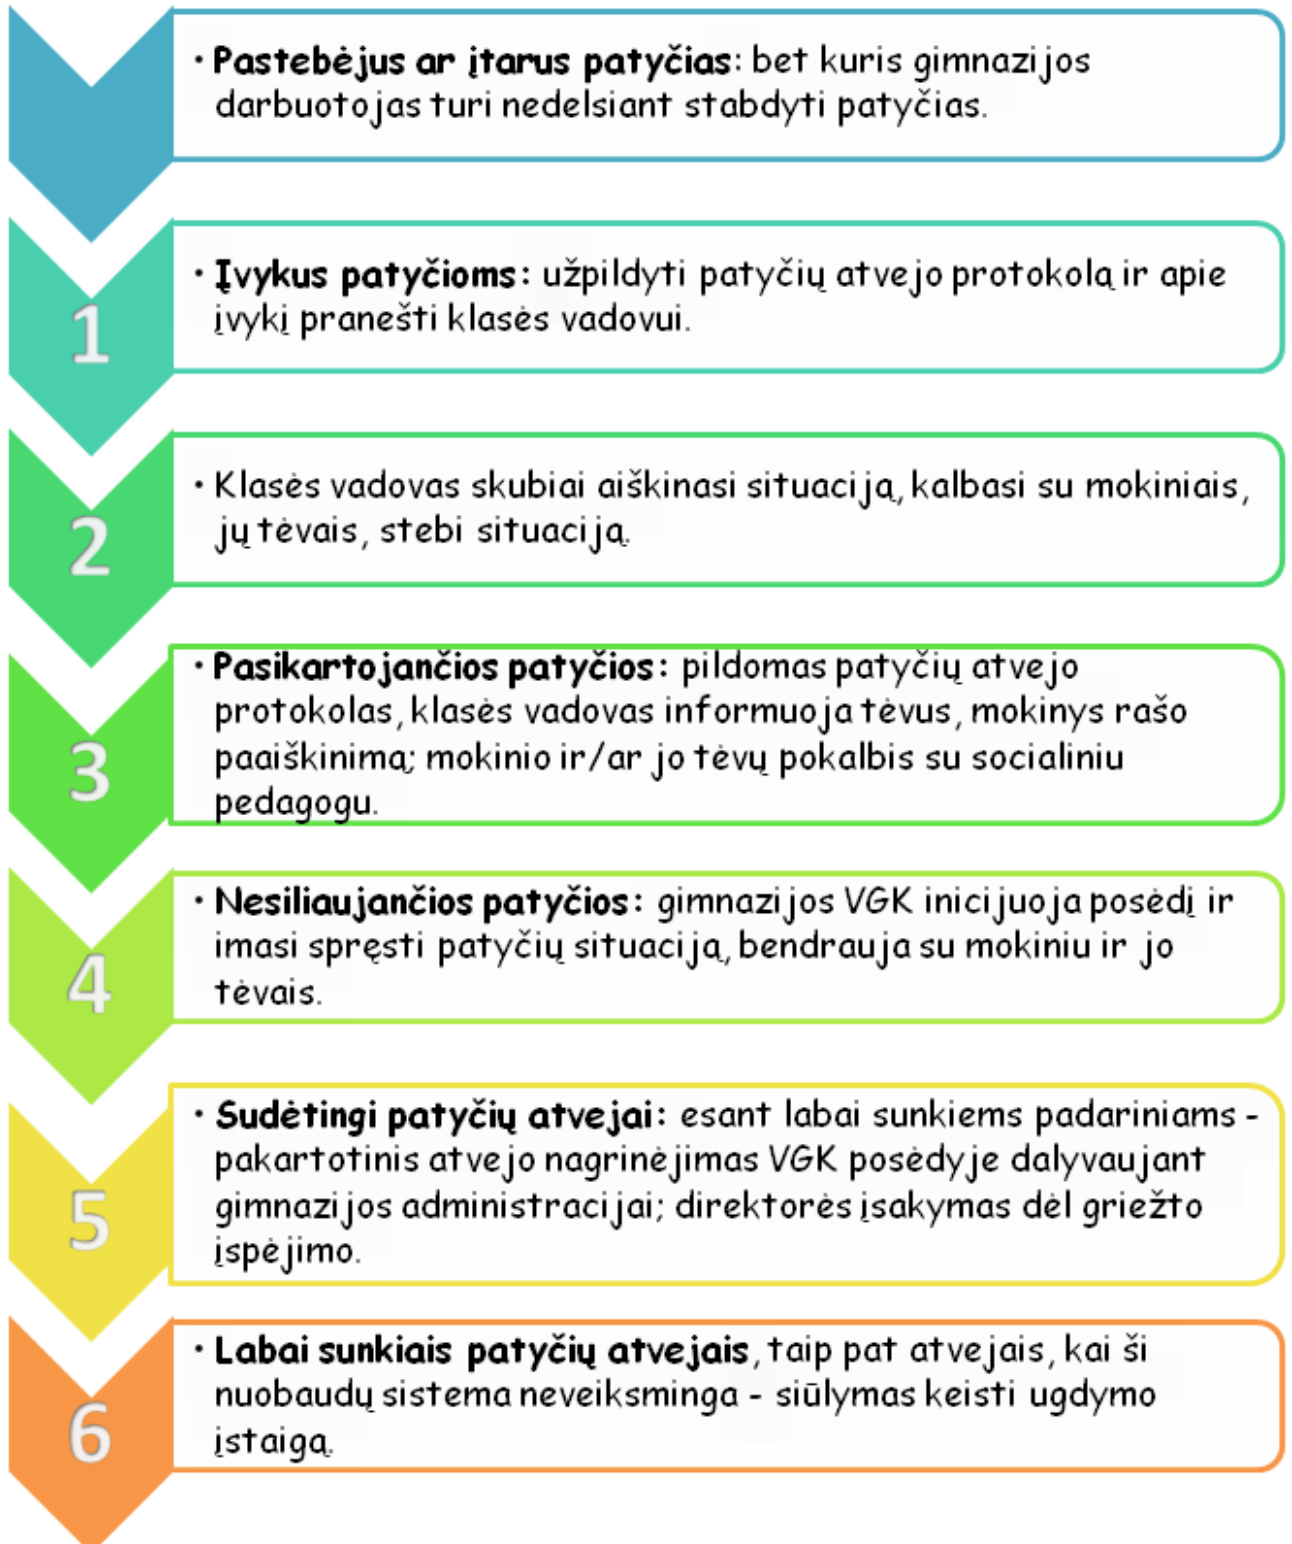 • Pastebėjus ar įtarus patyčias: bet kuris gimnazijos
darbuotojas turi nedelsiant stabdyti patyčias.
1
• Įvykus patyčioms: užpildyti patyčių atvejo protokolą ir apie
įvykį pranešti klasės vadovui.
2
• Klasės vadovas skubiai aiškinasi situaciją, kalbasi su mokiniais,
jų tėvais, stebi situaciją.
3
• Pasikartojančios patyčios: pildomas patyčių atvejo
protokolas, klasės vadovas informuoja tėvus, mokinys rašo
paaiškinimą; mokinio ir/ar jo tėvų pokalbis su socialiniu
pedagogu.
4
• Nesiliaujančios patyčios: gimnazijos VGK inicijuoja posėdį ir
imasi spręsti patyčių situaciją, bendrauja su mokiniu ir jo
tėvais.
5
• Sudėtingi patyčių atvejai: esant labai sunkiems padariniams -
pakartotinis atvejo nagrinėjimas VGK posėdyje dalyvaujant
gimnazijos administracijai; direktorės įsakymas dėl griežto
įspėjimo.
6
• Labai sunkiais patyčių atvejais, taip pat atvejais, kai ši
nuobaudų sistema neveiksminga - siūlymas keisti ugdymo
įstaigą.